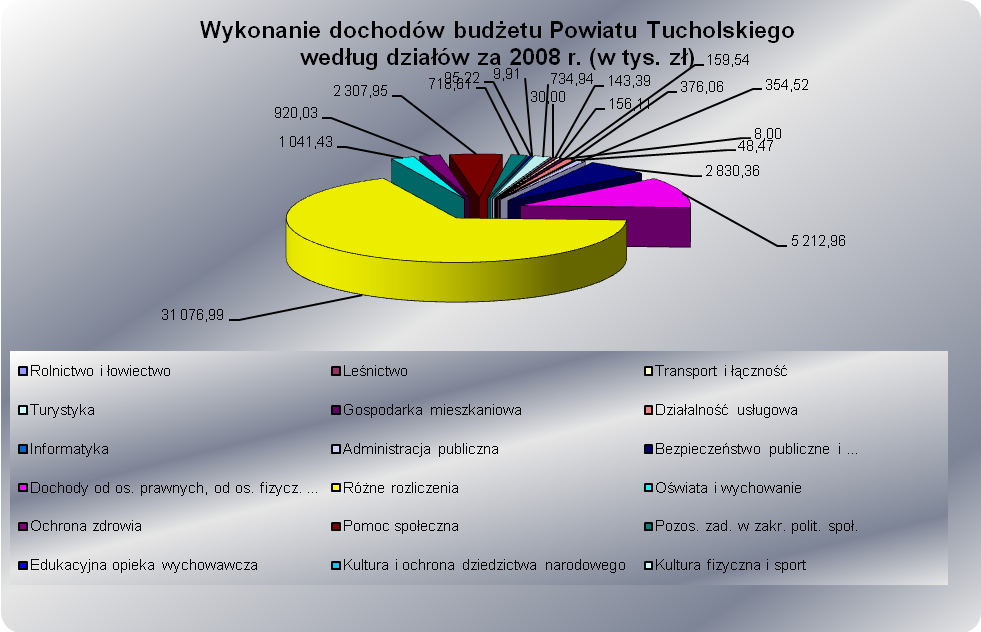 Wykonanie dochodów budżetu Powiatu Tucholskiego
według działów za 2008 r. (w tys. zł)
159,54
95,22
9,91
734,94
143,39
376,06
354,52
718,61
2 307,95
30,00
156,11
920,03
1 041,43
8,00
48,47
2 830,36
5 212,96
31 076,99
Rolnictwo i łowiectwo
Leśnictwo
Transport i łączność
Turystyka
Gospodarka mieszkaniowa
Działalność usługowa
Informatyka
Administracja publiczna
Bezpieczeństwo publiczne i ...
Dochody od os. prawnych, od os. fizycz. ...
Różne rozliczenia
Oświata i wychowanie
Ochrona zdrowia
Pomoc społeczna
Pozos. zad. w zakr. polit. społ.
Edukacyjna opieka wychowawcza
Kultura i ochrona dziedzictwa narodowego
Kultura fizyczna i sport